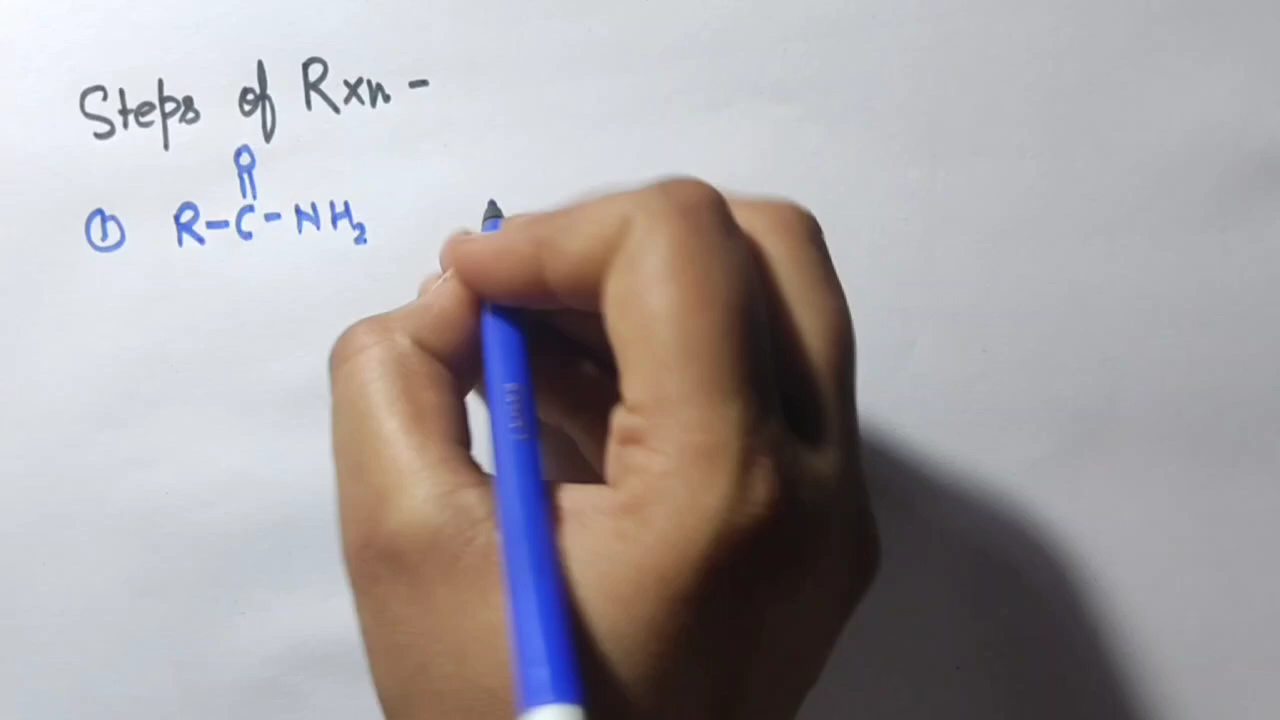 Steps of Rxn -
O
||
① R-C-NH₂